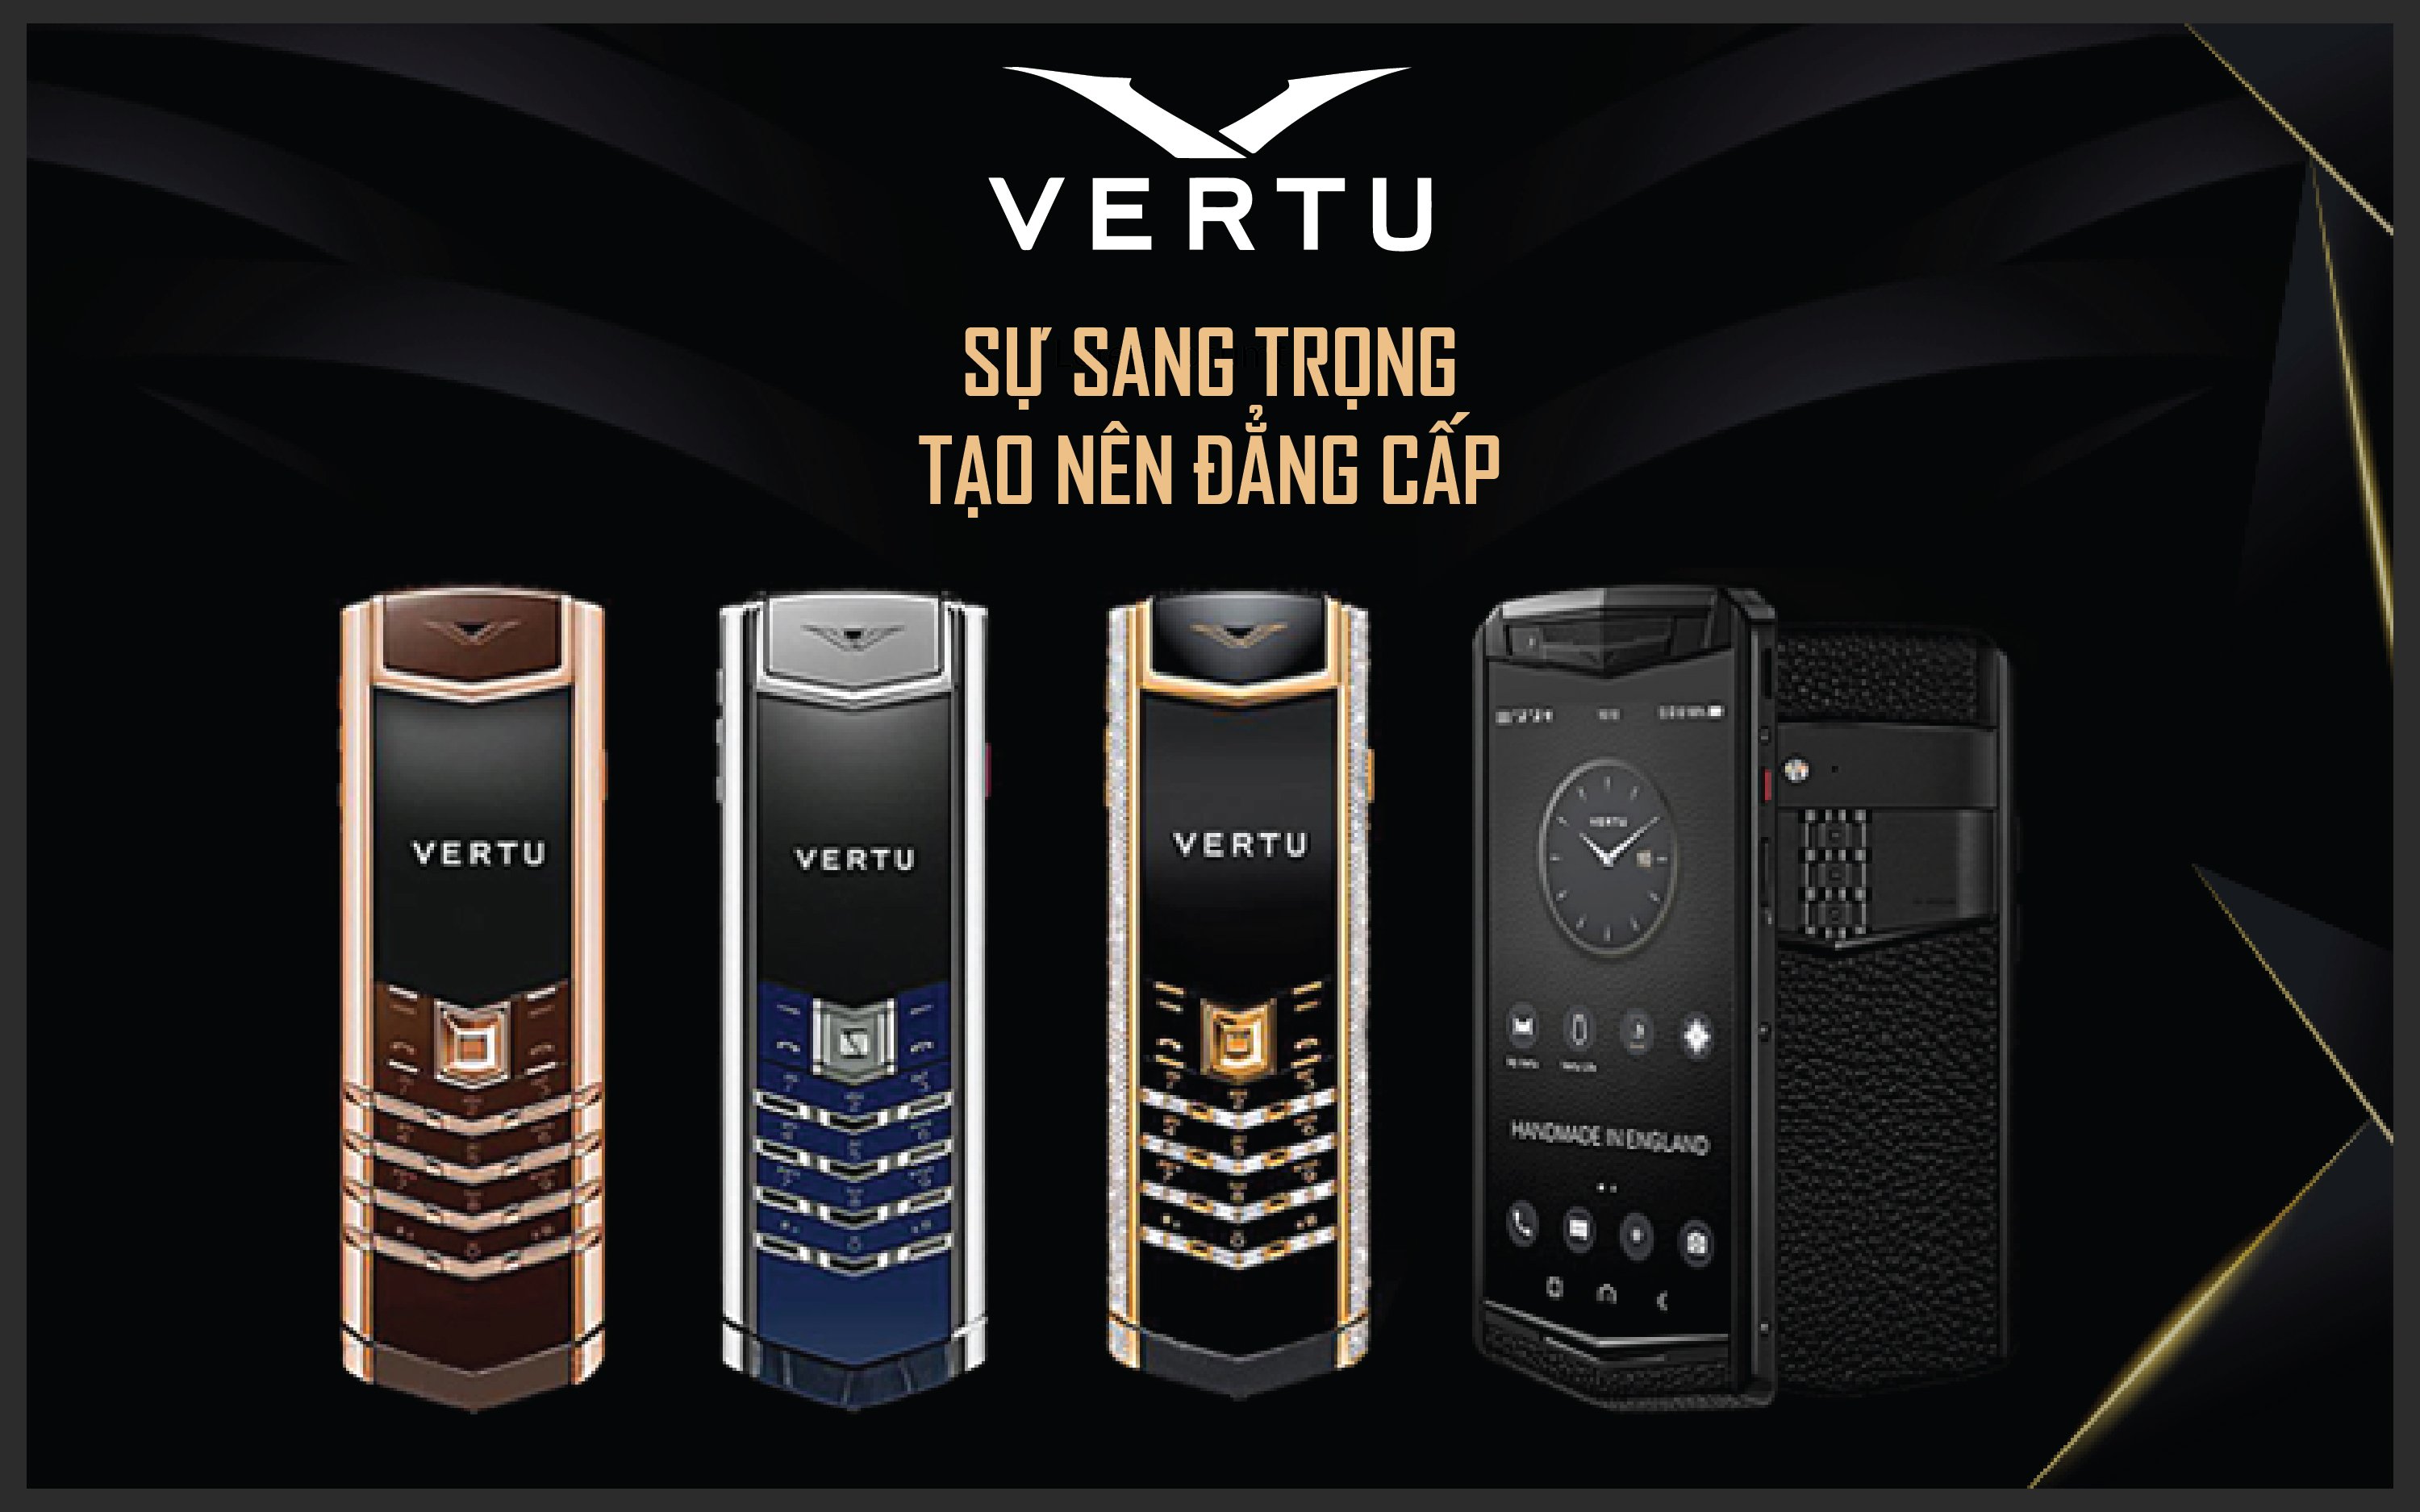 VERTU
SỰ SANG TRỌNG
TẠO NÊN ĐẲNG CẤP
VERTU
VERTU
VERTU
VERTU
HANDMADE IN ENGLAND